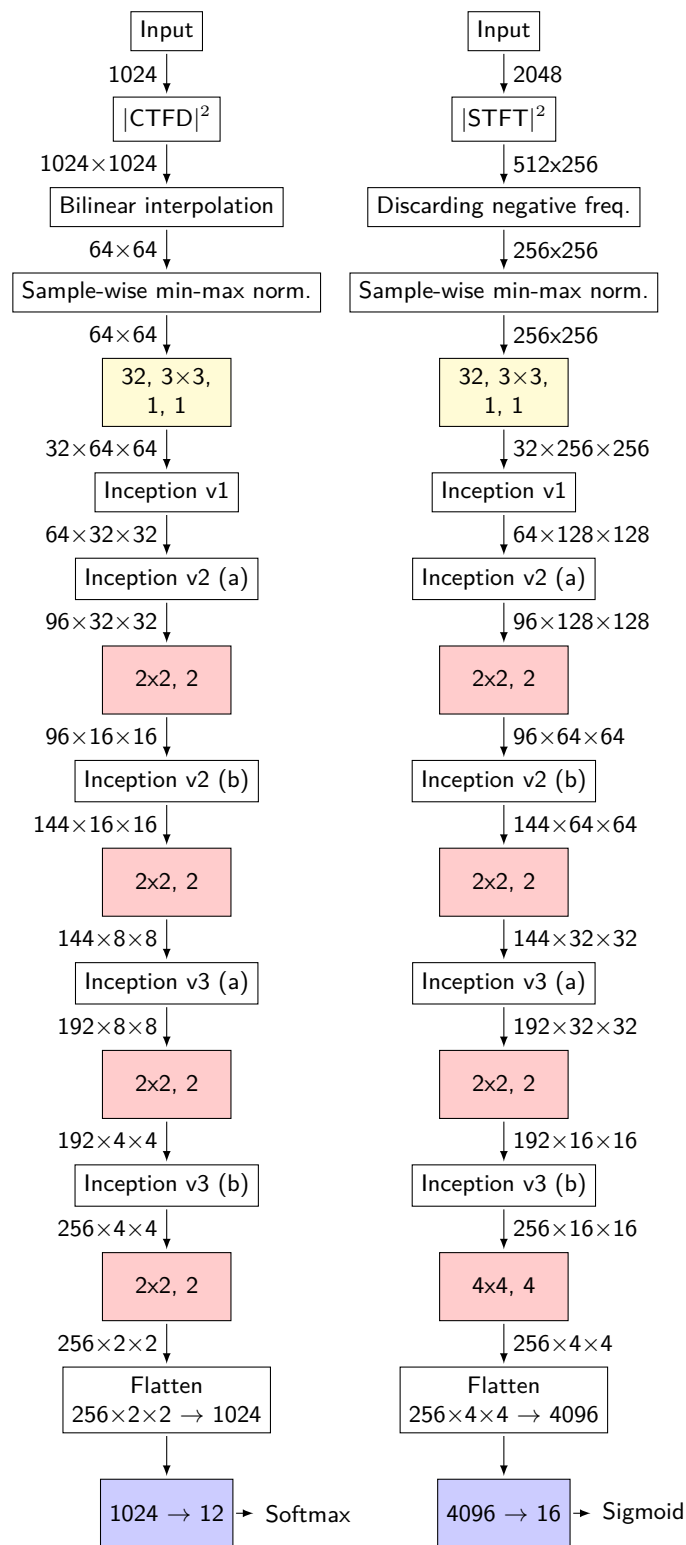 Input
1024
|CTFD|²
1024×1024
Bilinear interpolation
64×64
Sample-wise min-max norm.
64×64
32, 3×3,
1, 1
32×64×64
Inception v1
64×32×32
Inception v2 (a)
96×32×32
2x2, 2
96×16×16
Inception v2 (b)
144×16×16
2x2, 2
144×8×8
Inception v3 (a)
192×8×8
2x2, 2
192×4×4
Inception v3 (b)
256×4×4
2x2, 2
256×2×2
Flatten
256×2×2 → 1024
1024 → 12
Softmax
Input
2048
|STFT|²
512x256
Discarding negative freq.
256x256
Sample-wise min-max norm.
256x256
32, 3×3,
1, 1
32×256×256
Inception v1
64×128×128
Inception v2 (a)
96×128×128
2x2, 2
96×64×64
Inception v2 (b)
144×64×64
2x2, 2
144×32×32
Inception v3 (a)
192×32×32
2x2, 2
192×16×16
Inception v3 (b)
256×16×16
4x4, 4
256×4×4
Flatten
256×4×4 → 4096
4096 → 16
Sigmoid